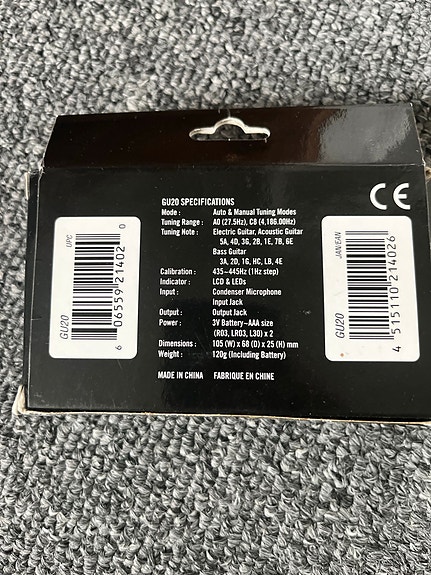 GU20 SPECIFICATIONS
Mode : Auto & Manual Tuning Modes
Tuning Range : A0 (27.5Hz), C8 (4,186.00Hz)
Tuning Note : Electric Guitar, Acoustic Guitar
5A, 4D, 3G, 2B, 1E, 7B, 6E
Bass Guitar
3A, 2D, 1G, HC, LB, 4E
Calibration : 435~445Hz (1Hz step)
Indicator : LCD & LEDs
Input : Condenser Microphone
Input Jack
Output : Output Jack
Power : 3V Battery~AAA size
(R03, LR03, L30) x 2
Dimensions : 105 (W) x 68 (D) x 25 (H) mm
Weight : 120g (Including Battery)
MADE IN CHINA FABRIQUE EN CHINE
CE
UPC
GU20
6 06559 21402 0
JAN/EAN
GU20
4 515110 214026